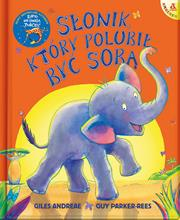 SŁONIK,
KTÓRY POLUBIŁ
BYĆ SOBĄ
GILES ANDREAE GUY PARKER-REES